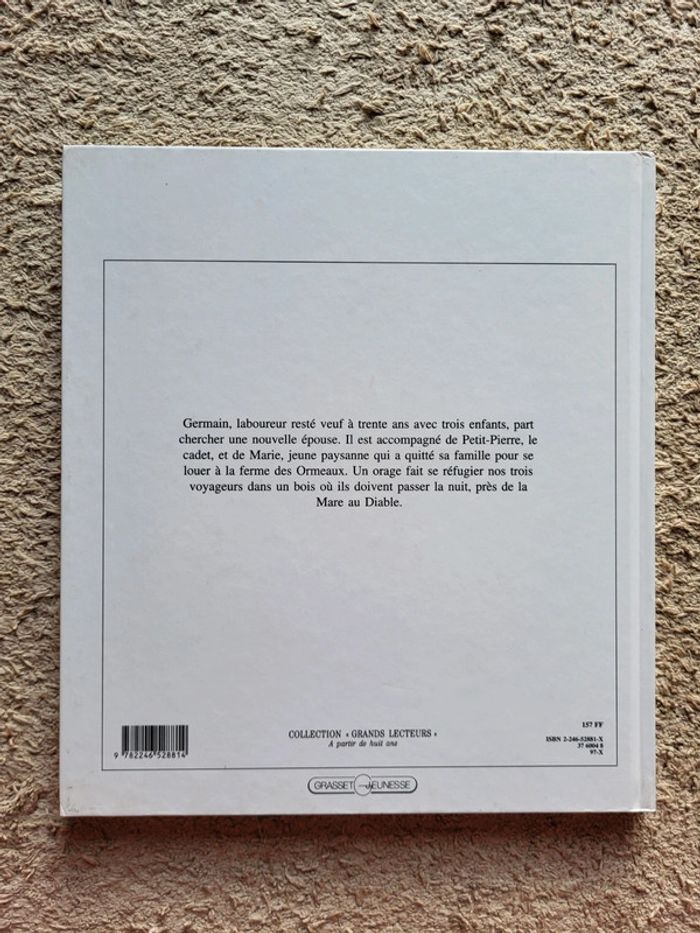 Germain, laboureur resté veuf à trente ans avec trois enfants, part
chercher une nouvelle épouse. Il est accompagné de Petit-Pierre, le
cadet, et de Marie, jeune paysanne qui a quitté sa famille pour se
louer à la ferme des Ormeaux. Un orage fait se réfugier nos trois
voyageurs dans un bois où ils doivent passer la nuit, près de la
Mare au Diable.
157 FF
COLLECTION « GRANDS LECTEURS »
A partir de huit ans
ISBN 2-246-52881-X
37 6004 8
97-X
9 782246 528814
GRASSET JEUNESSE